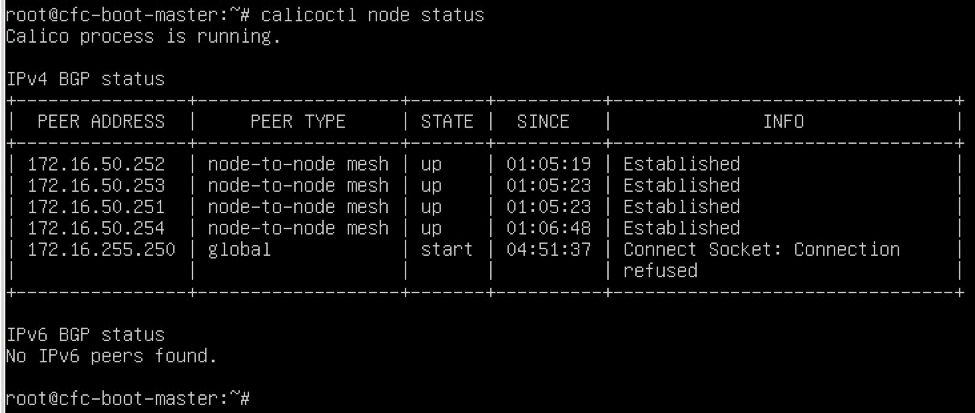 root@cfc-boot-master:~# calicoctl node status
Calico process is running.
IPv4 BGP status
+-----------------+-------------------+-------+----------+--------------------------------+
| PEER ADDRESS | PEER TYPE | STATE | SINCE | INFO |
+-----------------+-------------------+-------+----------+--------------------------------+
| 172.16.50.252 | node-to-node mesh | up | 01:05:19 | Established |
| 172.16.50.253 | node-to-node mesh | up | 01:05:23 | Established |
| 172.16.50.251 | node-to-node mesh | up | 01:05:23 | Established |
| 172.16.50.254 | node-to-node mesh | up | 01:06:48 | Established |
| 172.16.255.250 | global | start | 04:51:37 | Connect Socket: Connection |
| | | | | refused |
+-----------------+-------------------+-------+----------+--------------------------------+
IPv6 BGP status
No IPv6 peers found.
root@cfc-boot-master:~#